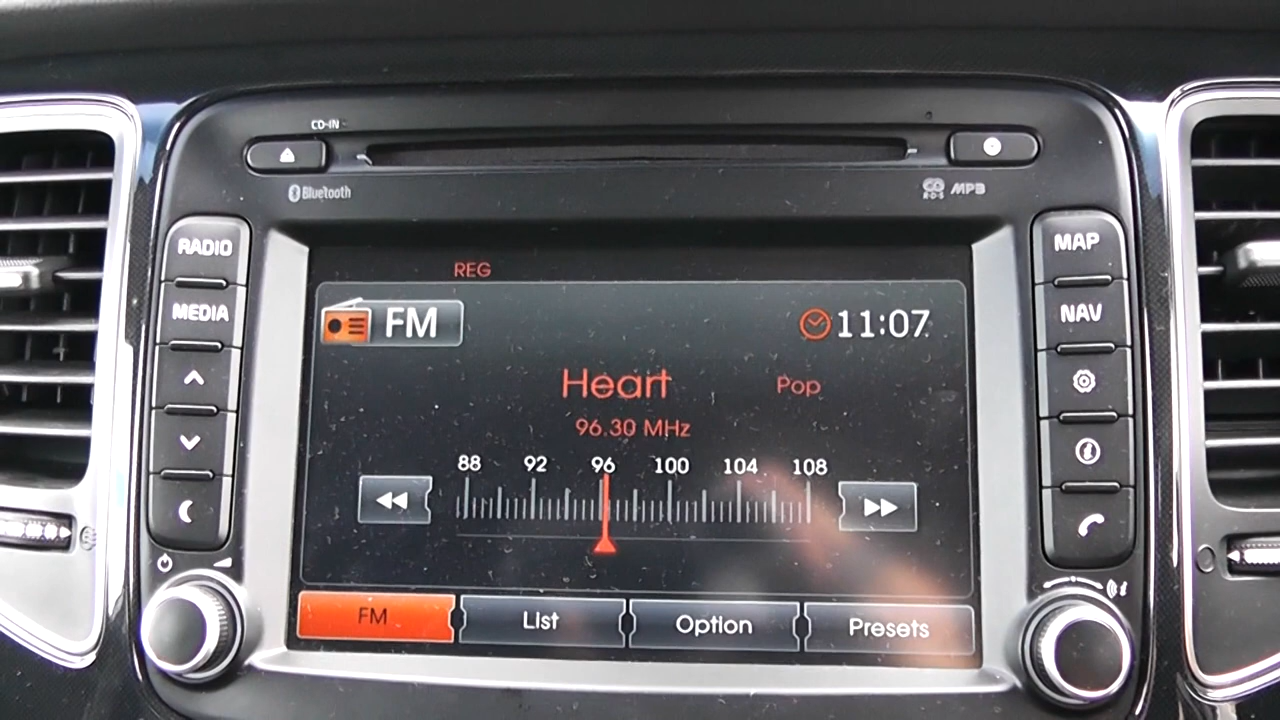 CD-IN
Bluetooth
CD
R·D·S
MP3
RADIO
MEDIA
MAP
NAV
REG
FM
11:07
Heart
Pop
96.30 MHz
88 92 96 100 104 108
FM
List
Option
Presets